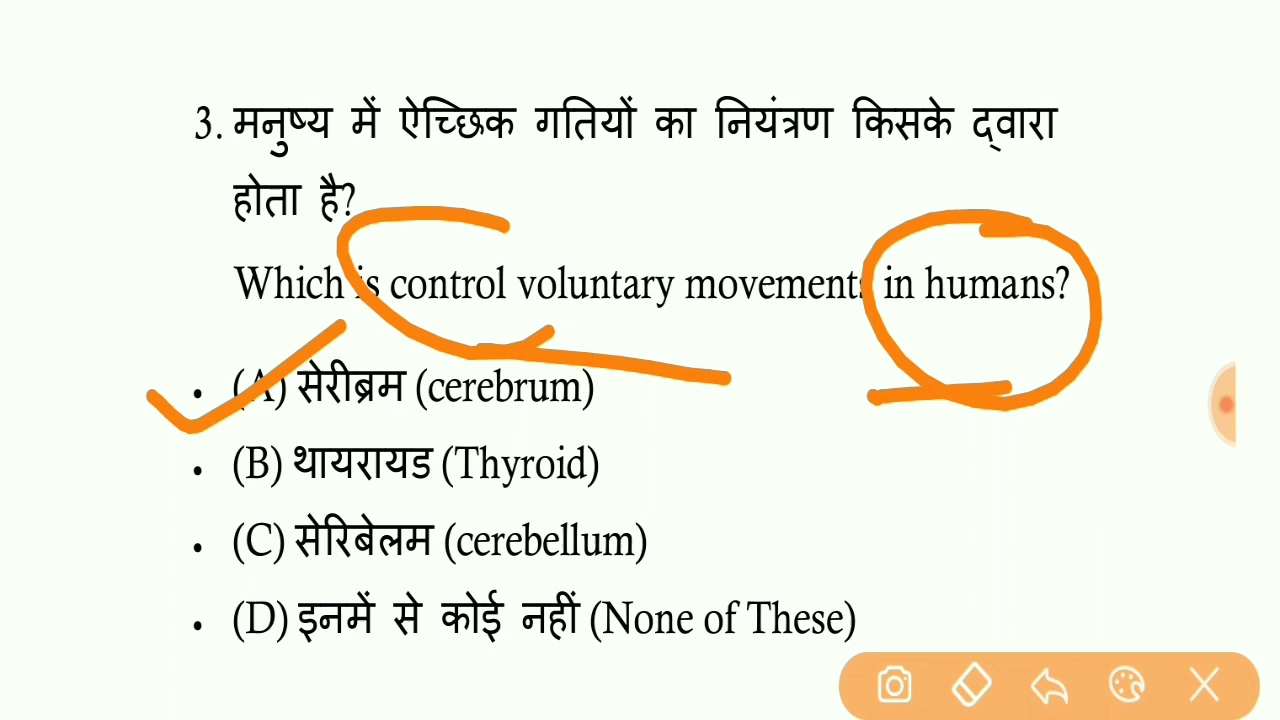 3. मनुष्य में ऐच्छिक गतियों का नियंत्रण किसके द्वारा
होता है?
Which is control voluntary movements in humans?
• (A) सेरीब्रम (cerebrum)
• (B) थायरायड (Thyroid)
• (C) सेरिबेलम (cerebellum)
• (D) इनमें से कोई नहीं (None of These)